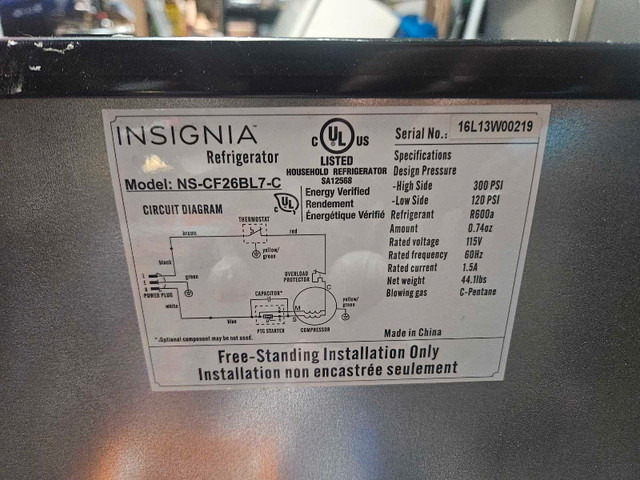 INSIGNIA™
Refrigerator
Model: NS-CF26BL7-C
CIRCUIT DIAGRAM
C UL US
LISTED
HOUSEHOLD REFRIGERATOR
SA12568
C UL
Energy Verified
Rendement
Énergétique Vérifié
Serial No.: 16L13W00219
Specifications
Design Pressure
-High Side 300 PSI
-Low Side 120 PSI
Refrigerant R600a
Amount 0.74oz
Rated voltage 115V
Rated frequency 60Hz
Rated current 1.5A
Net weight 44.1lbs
Blowing gas C-Pentane
Made in China
THERMOSTAT
brown
red
yellow/
green
black
green
POWER PLUG
white
blue
OVERLOAD
PROTECTOR
C
CAPACITOR*
M
S
yellow/
green
PTC STARTER
COMPRESSOR
*.Optional component may be not used.
Free-Standing Installation Only
Installation non encastrée seulement